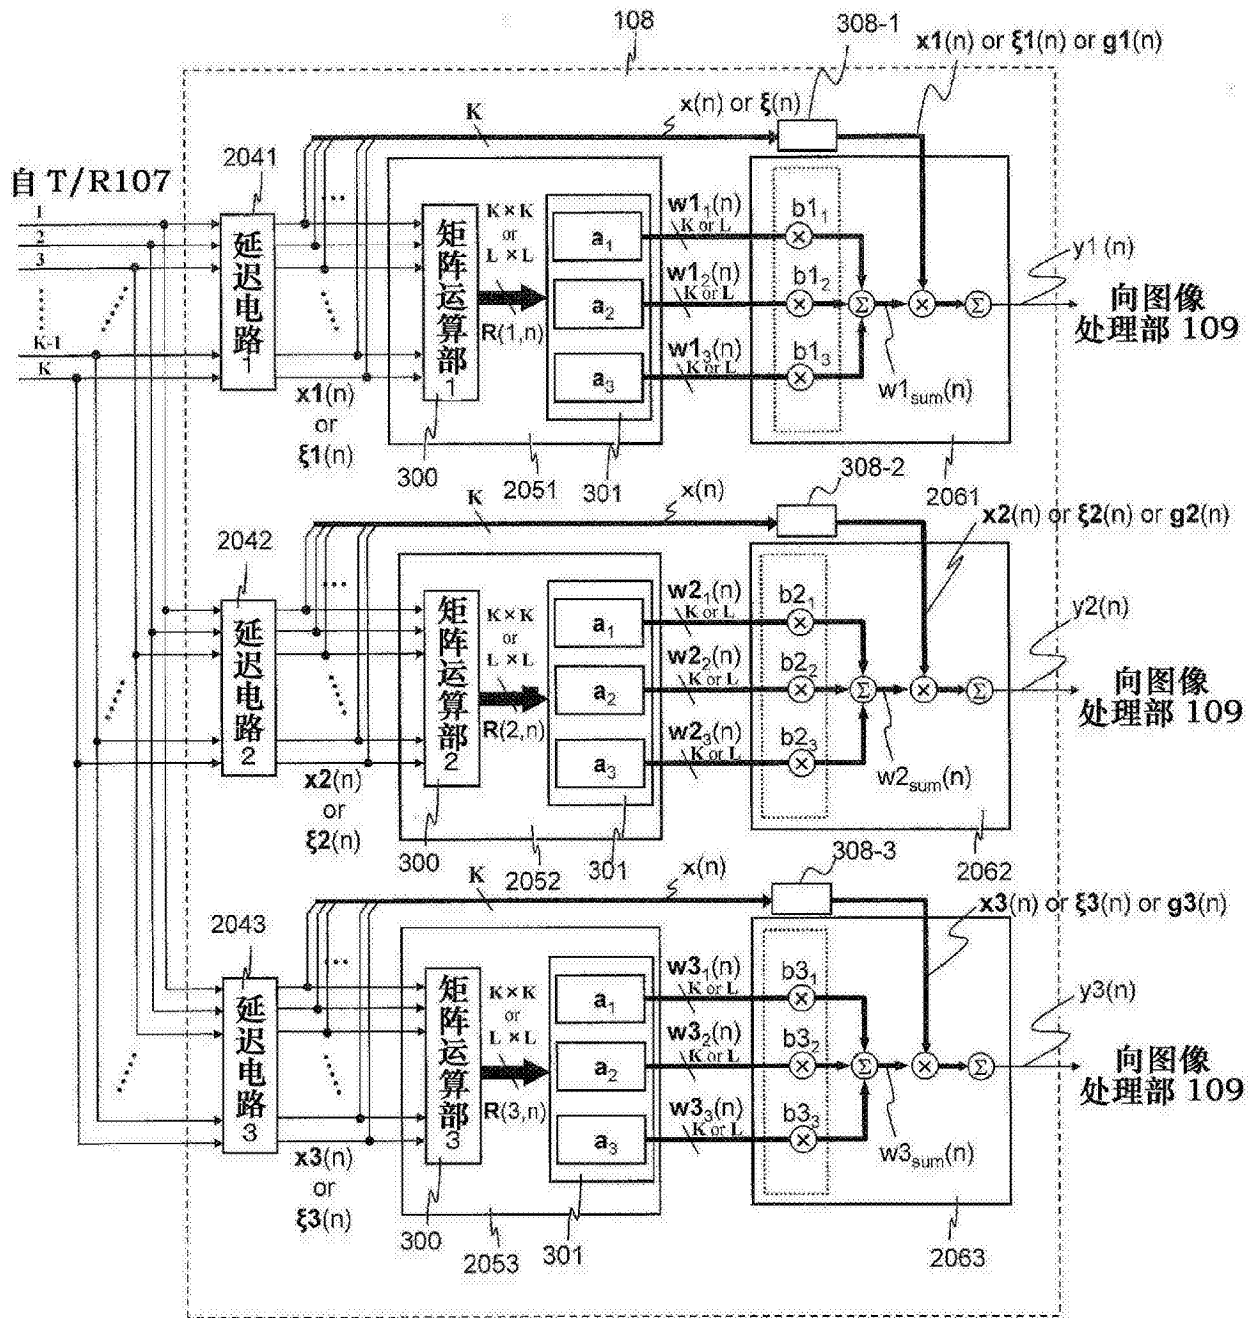 108
308-1
x1(n) or ξ1(n) or g1(n)
K
x(n) or ξ(n)
2041
自 T/R107
1
2
3
K-1
K
延迟电路 1
x1(n)
or
ξ1(n)
矩阵运算部 1
K×K
or
L×L
R(1,n)
a1
a2
a3
w1₁(n)
K or L
w1₂(n)
K or L
w1₃(n)
K or L
b1₁
b1₂
b1₃
Σ
Σ
w1sum(n)
y1(n)
向图像
处理部 109
300
2051
301
2061
308-2
K
x(n)
x2(n) or ξ2(n) or g2(n)
2042
延迟电路 2
x2(n)
or
ξ2(n)
矩阵运算部 2
K×K
or
L×L
R(2,n)
a1
a2
a3
w2₁(n)
K or L
w2₂(n)
K or L
w2₃(n)
K or L
b2₁
b2₂
b2₃
Σ
Σ
w2sum(n)
y2(n)
向图像
处理部 109
300
2052
301
2062
308-3
K
x(n)
x3(n) or ξ3(n) or g3(n)
2043
延迟电路 3
x3(n)
or
ξ3(n)
矩阵运算部 3
K×K
or
L×L
R(3,n)
a1
a2
a3
w3₁(n)
K or L
w3₂(n)
K or L
w3₃(n)
K or L
b3₁
b3₂
b3₃
Σ
Σ
w3sum(n)
y3(n)
向图像
处理部 109
300
2053
301
2063